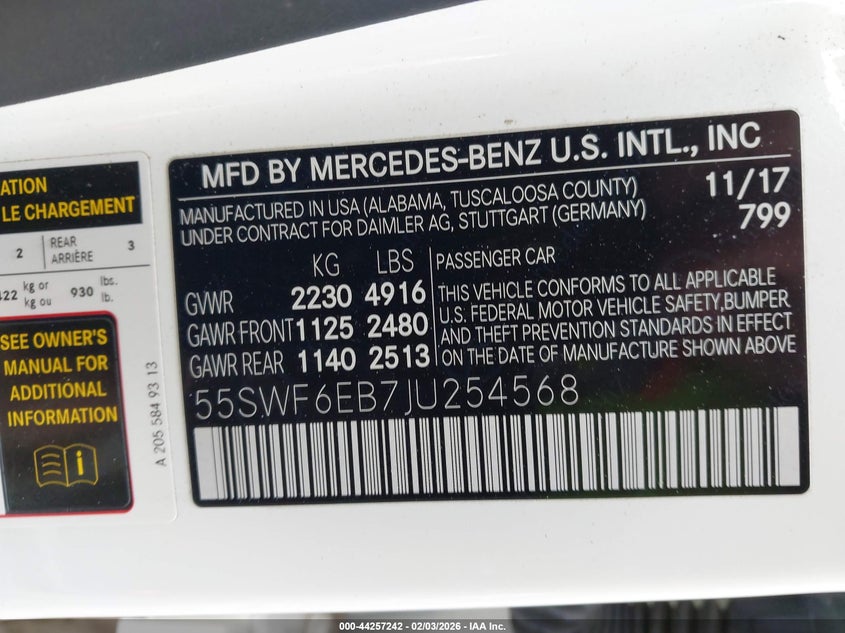 ATION
LE CHARGEMENT
2 REAR ARRIÈRE 3
422 kg or kg ou 930 lbs. lb.
SEE OWNER'S
MANUAL FOR
ADDITIONAL
INFORMATION
A 205 584 93 13
MFD BY MERCEDES-BENZ U.S. INTL., INC
MANUFACTURED IN USA (ALABAMA, TUSCALOOSA COUNTY) 11/17
UNDER CONTRACT FOR DAIMLER AG, STUTTGART (GERMANY) 799
KG LBS
GVWR 2230 4916
GAWR FRONT 1125 2480
GAWR REAR 1140 2513
PASSENGER CAR
THIS VEHICLE CONFORMS TO ALL APPLICABLE
U.S. FEDERAL MOTOR VEHICLE SAFETY, BUMPER
AND THEFT PREVENTION STANDARDS IN EFFECT
ON THE DATE OF MANUFACTURE SHOWN ABOVE
55SWF6EB7JU254568
000-44257242 - 02/03/2026 - IAA Inc.